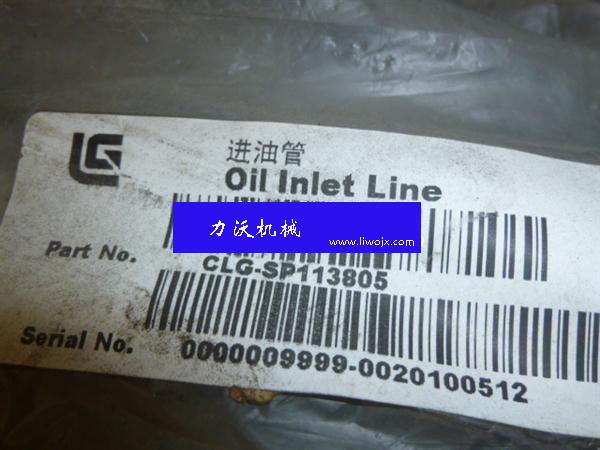 LG
进油管
Oil Inlet Line
力沃机械
www.liwojx.com
Part No.
CLG-SP113805
Serial No.
0000009999-0020100512